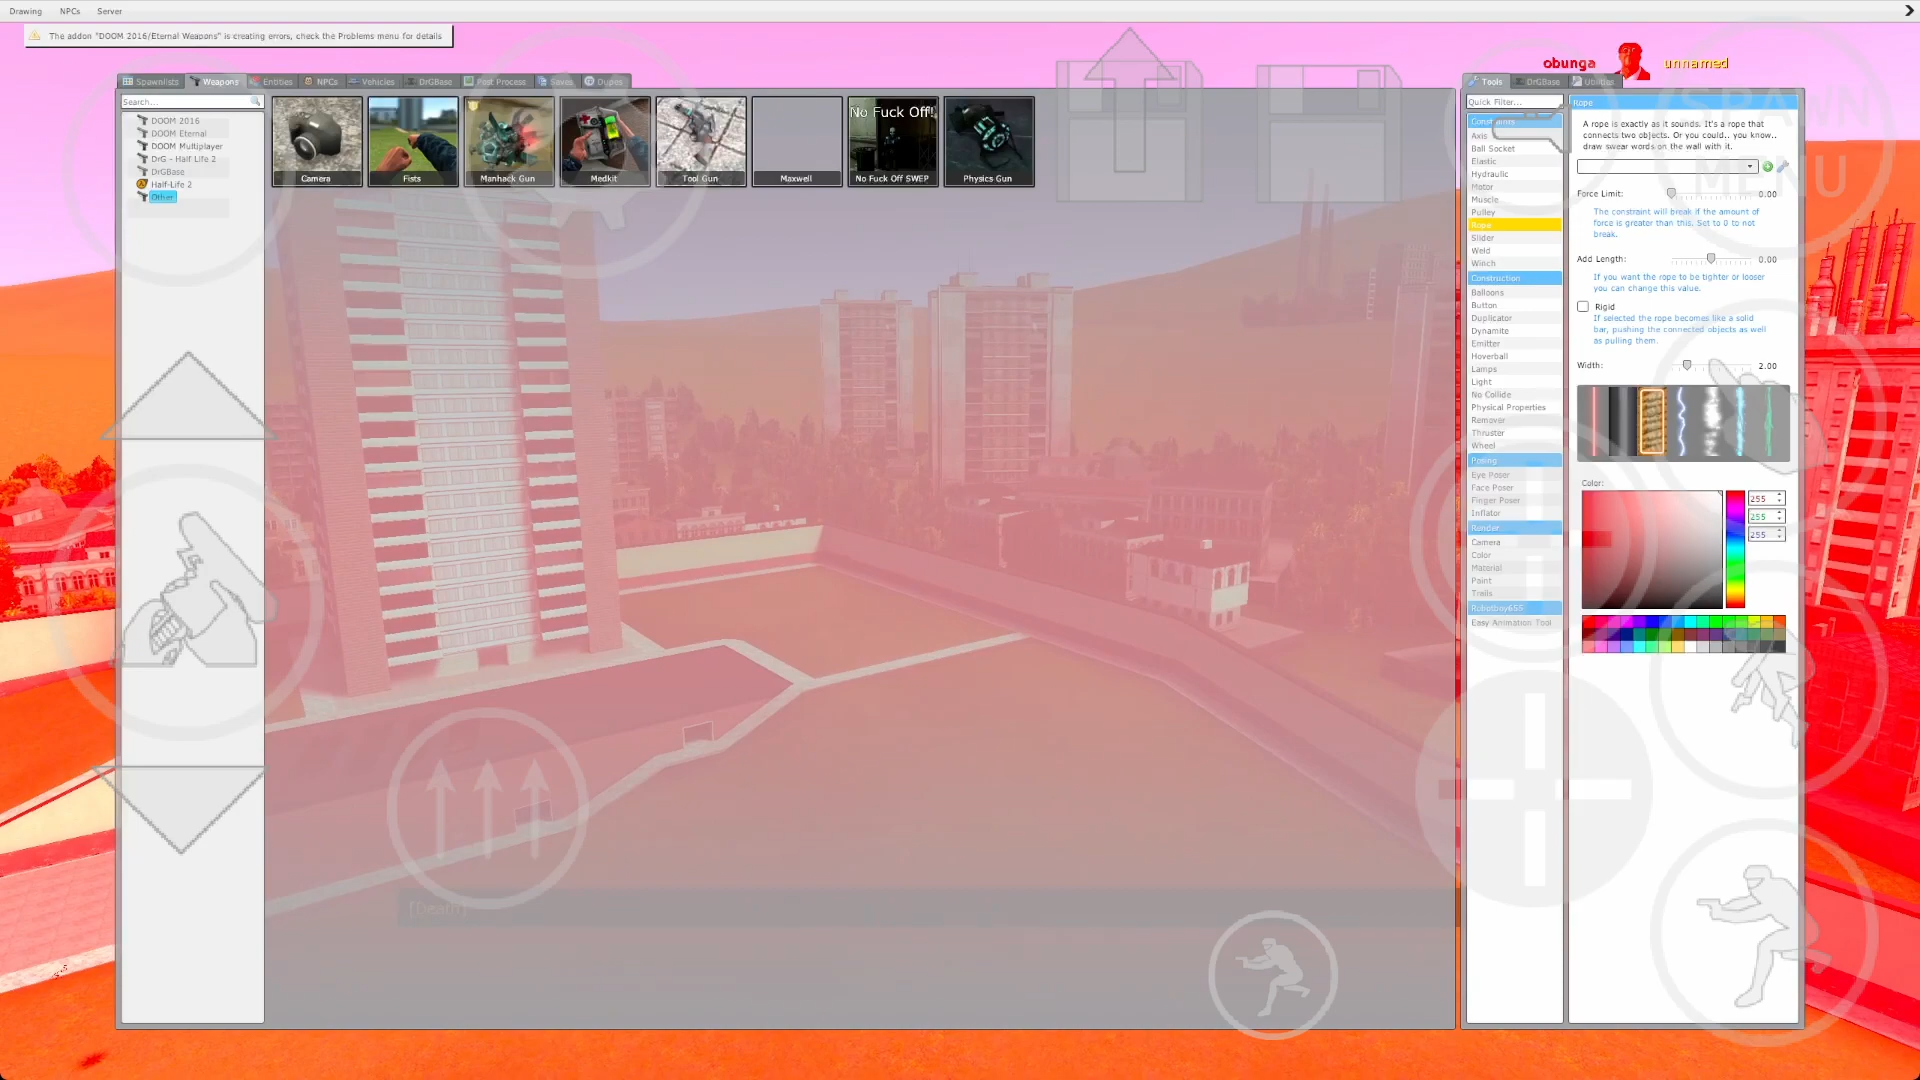 Drawing NPCs Server
The addon "DOOM 2016/Eternal Weapons" is creating errors, check the Problems menu for details
obunga unnamed
Spawnlists Weapons Entities NPCs Vehicles DrGBase Post Process Saves Dupes
Search...
DOOM 2016
DOOM Eternal
DOOM Multiplayer
DrG - Half Life 2
DrGBase
Half-Life 2
Other
No Fuck Off!
Camera
Fists
Manhack Gun
Medkit
Tool Gun
Maxwell
No Fuck Off SWEP
Physics Gun
[Death]
Tools DrGBase Utilities
Quick Filter...
Constraints
Axis
Ball Socket
Elastic
Hydraulic
Motor
Muscle
Pulley
Rope
Slider
Weld
Winch
Construction
Balloons
Button
Duplicator
Dynamite
Emitter
Hoverball
Lamps
Light
No Collide
Physical Properties
Remover
Thruster
Wheel
Posing
Eye Poser
Face Poser
Finger Poser
Inflator
Render
Camera
Color
Material
Paint
Trails
Robotboy655
Easy Animation Tool
Rope
A rope is exactly as it sounds. It's a rope that
connects two objects. Or you could.. you know..
draw swear words on the wall with it.
Force Limit: 0.00
The constraint will break if the amount of
force is greater than this. Set to 0 to not
break.
Add Length: 0.00
If you want the rope to be tighter or looser
you can change this value.
Rigid
If selected the rope becomes like a solid
bar, pushing the connected objects as well
as pulling them.
Width: 2.00
Color:
255
255
255
SPAWN
MENU